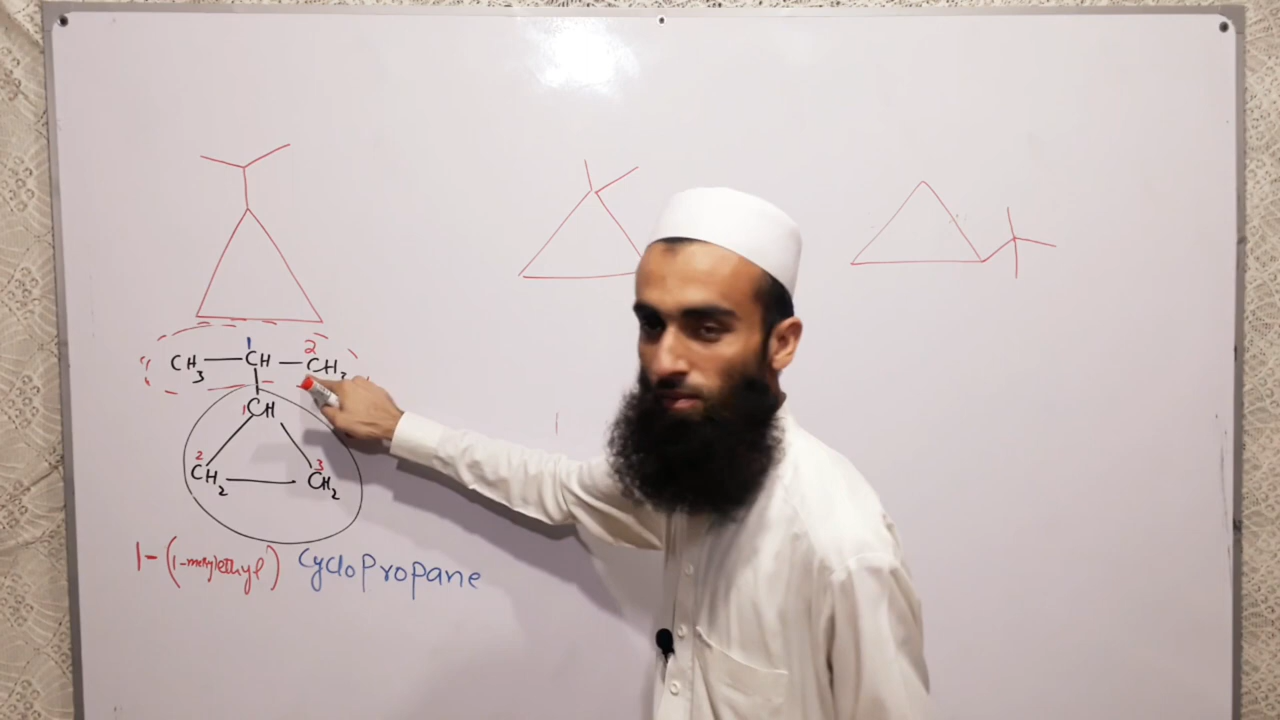 1 2
CH3 CH CH3
1 CH
2 3
CH2 CH2
1-(1-methylethyl) Cyclopropane